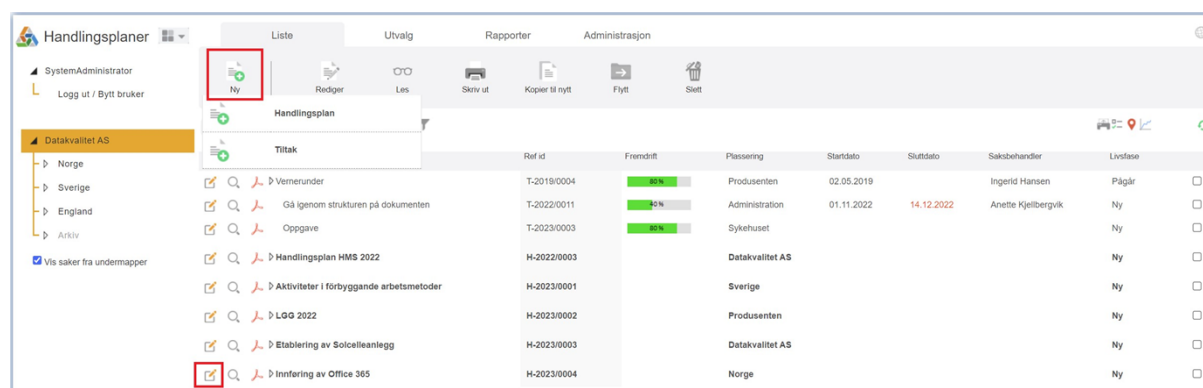 Handlingsplaner
Liste Utvalg Rapporter Administrasjon
SystemAdministrator
Logg ut / Bytt bruker
Ny Rediger Les Skriv ut Kopier til nytt Flytt Slett
Handlingsplan
Tiltak
Datakvalitet AS
Norge
Sverige
England
Arkiv
Vis saker fra undermapper
Ref id Fremdrift Plassering Startdato Sluttdato Saksbehandler Livsfase
Vernerunder T-2019/0004 80 % Produsenten 02.05.2019 Ingerid Hansen Pågår
Gå igenom strukturen på dokumenten T-2022/0011 40 % Administration 01.11.2022 14.12.2022 Anette Kjellbergvik Ny
Oppgave T-2023/0003 80 % Sykehuset Ny
Handlingsplan HMS 2022 H-2022/0003 Datakvalitet AS Ny
Aktiviteter i förbyggande arbetsmetoder H-2023/0001 Sverige Ny
LGG 2022 H-2023/0002 Produsenten Ny
Etablering av Solcelleanlegg H-2023/0003 Datakvalitet AS Ny
Innføring av Office 365 H-2023/0004 Norge Ny